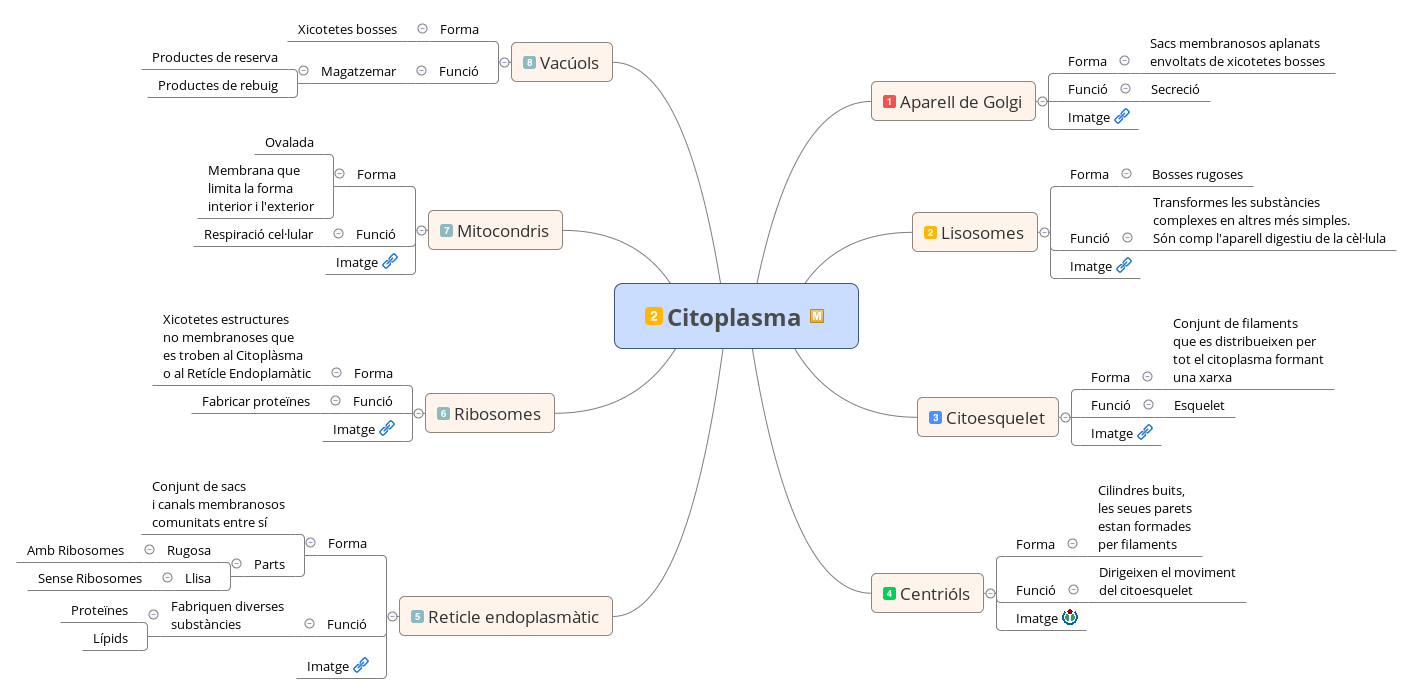 2 Citoplasma M
1 Aparell de Golgi
Forma
Sacs membranosos aplanats
envoltats de xicotetes bosses
Funció
Secreció
Imatge
2 Lisosomes
Forma
Bosses rugoses
Funció
Transformes les substàncies
complexes en altres més simples.
Són comp l'aparell digestiu de la cèl·lula
Imatge
3 Citoesquelet
Forma
Conjunt de filaments
que es distribueixen per
tot el citoplasma formant
una xarxa
Funció
Esquelet
Imatge
4 Centrióls
Forma
Cilindres buits,
les seues parets
estan formades
per filaments
Funció
Dirigeixen el moviment
del citoesquelet
Imatge
5 Reticle endoplasmàtic
Forma
Conjunt de sacs
i canals membranosos
comunitats entre sí
Parts
Rugosa
Amb Ribosomes
Llisa
Sense Ribosomes
Funció
Fabriquen diverses
substàncies
Proteïnes
Lípids
Imatge
6 Ribosomes
Forma
Xicotetes estructures
no membranoses que
es troben al Citoplàsma
o al Retícle Endoplamàtic
Funció
Fabricar proteïnes
Imatge
7 Mitocondris
Forma
Ovalada
Membrana que
limita la forma
interior i l'exterior
Funció
Respiració cel·lular
Imatge
8 Vacúols
Forma
Xicotetes bosses
Funció
Magatzemar
Productes de reserva
Productes de rebuig